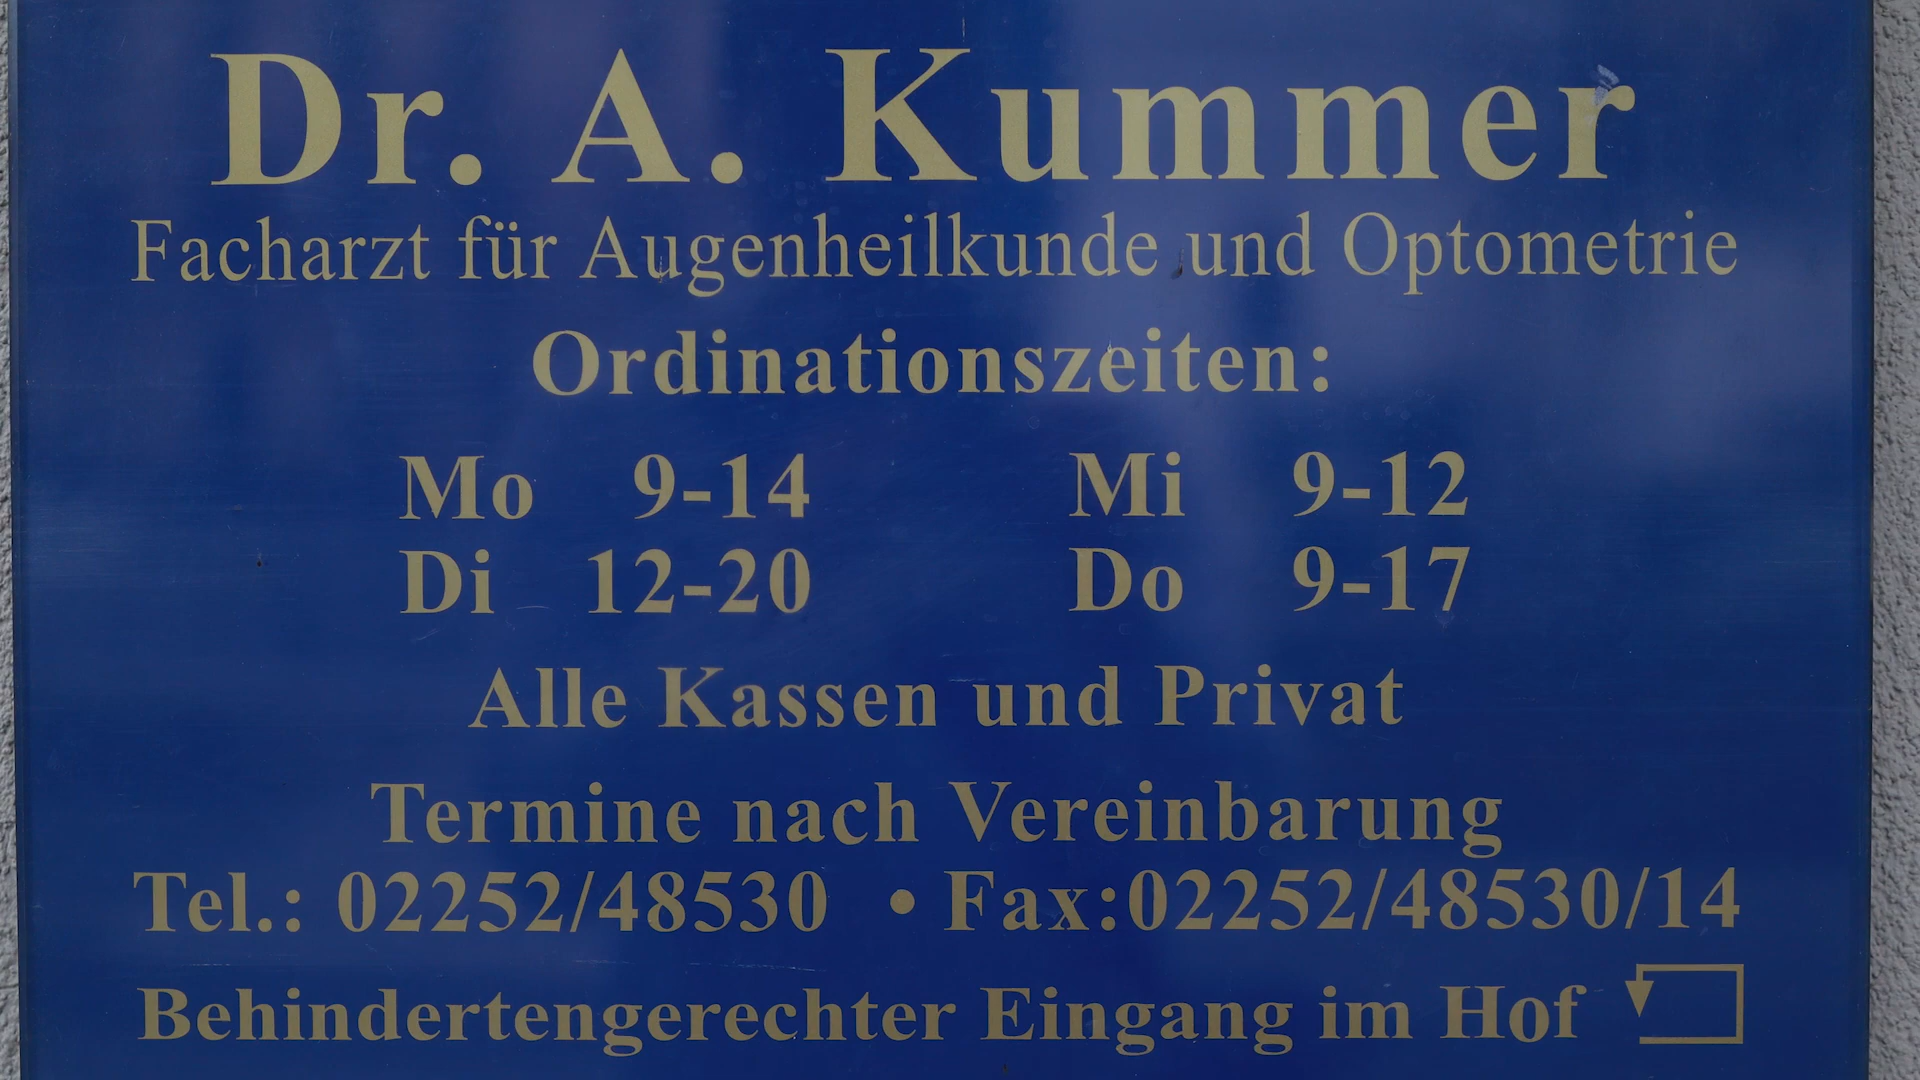 Dr. A. Kummer
Facharzt für Augenheilkunde und Optometrie
Ordinationszeiten:
Mo 9-14 Mi 9-12
Di 12-20 Do 9-17
Alle Kassen und Privat
Termine nach Vereinbarung
Tel.: 02252/48530 • Fax:02252/48530/14
Behindertengerechter Eingang im Hof